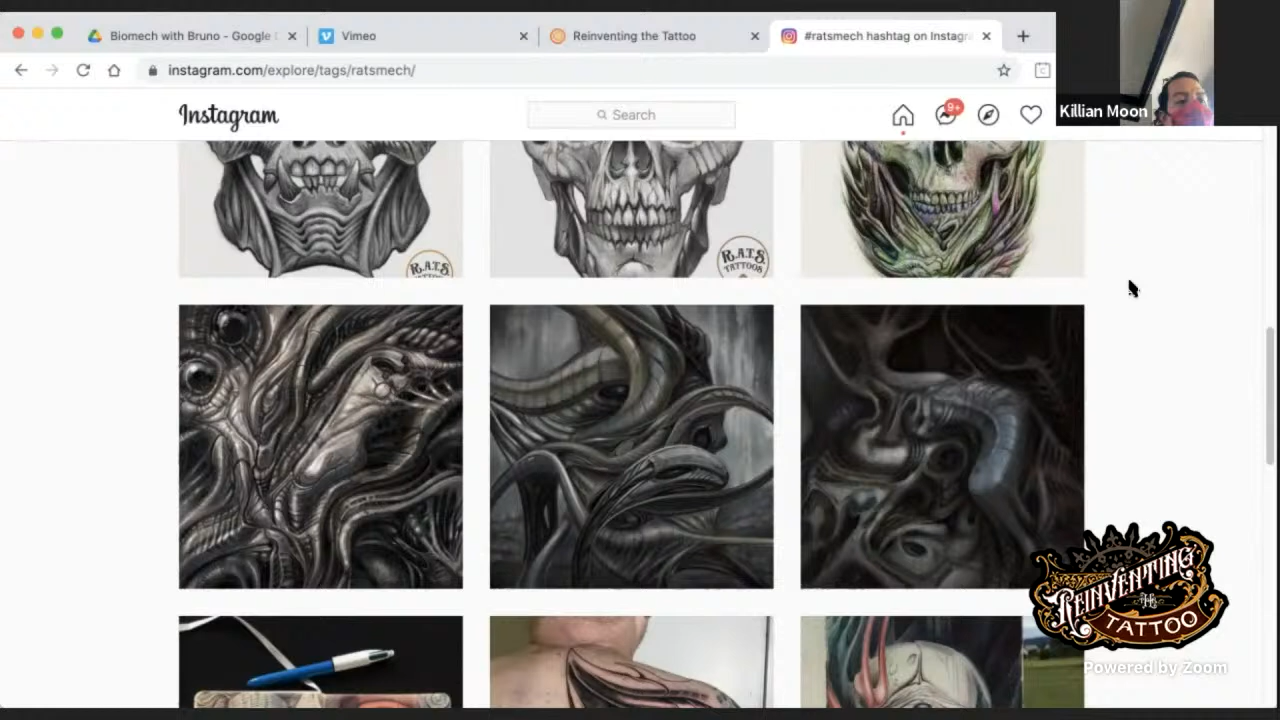 Biomech with Bruno - Google
Vimeo
Reinventing the Tattoo
#ratsmech hashtag on Instagra
instagram.com/explore/tags/ratsmech/
Killian Moon
Instagram
Search
9+
R.A.T.S.
R.A.T.S.
TATTOOS
REINVENTING
THE
TATTOO
Powered by Zoom